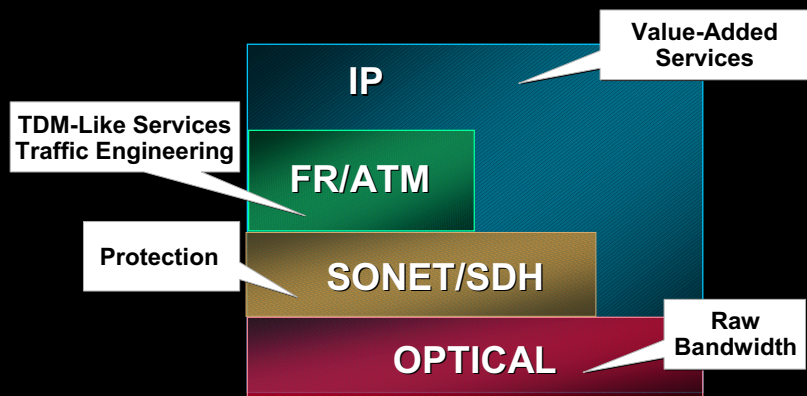 Value-Added
Services
IP
TDM-Like Services
Traffic Engineering
FR/ATM
Protection
SONET/SDH
Raw
Bandwidth
OPTICAL